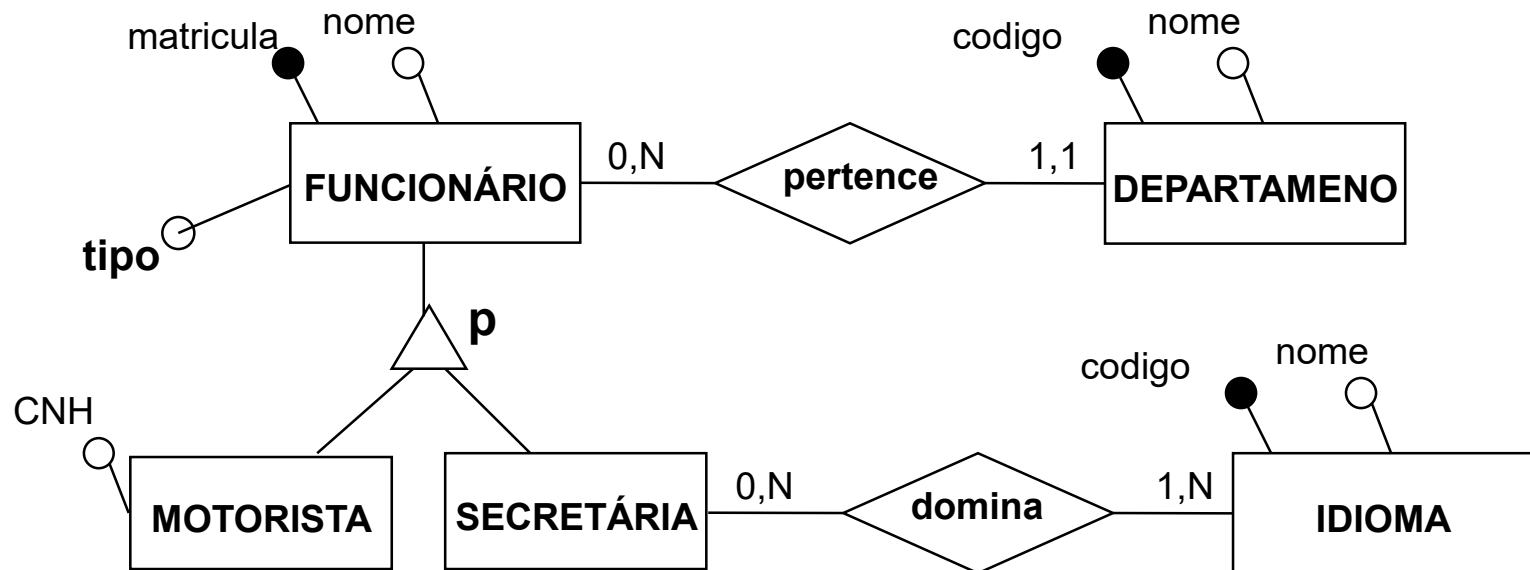 matricula
nome
codigo
nome
0,N
pertence
1,1
FUNCIONÁRIO
DEPARTAMENO
tipo
p
codigo
nome
CNH
0,N
domina
1,N
MOTORISTA
SECRETÁRIA
IDIOMA